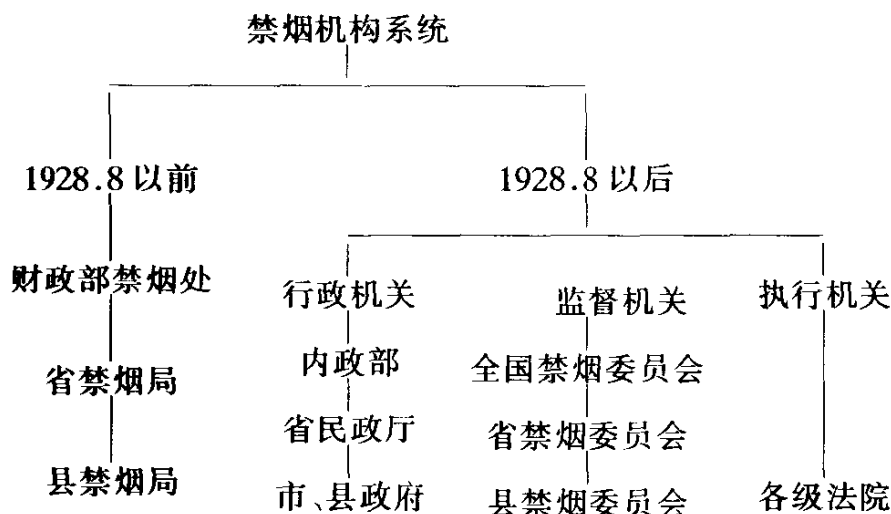 禁烟机构系统
1928.8以前
1928.8以后
财政部禁烟处
行政机关
监督机关
执行机关
省禁烟局
内政部
全国禁烟委员会
省民政厅
省禁烟委员会
县禁烟局
市、县政府
县禁烟委员会
各级法院